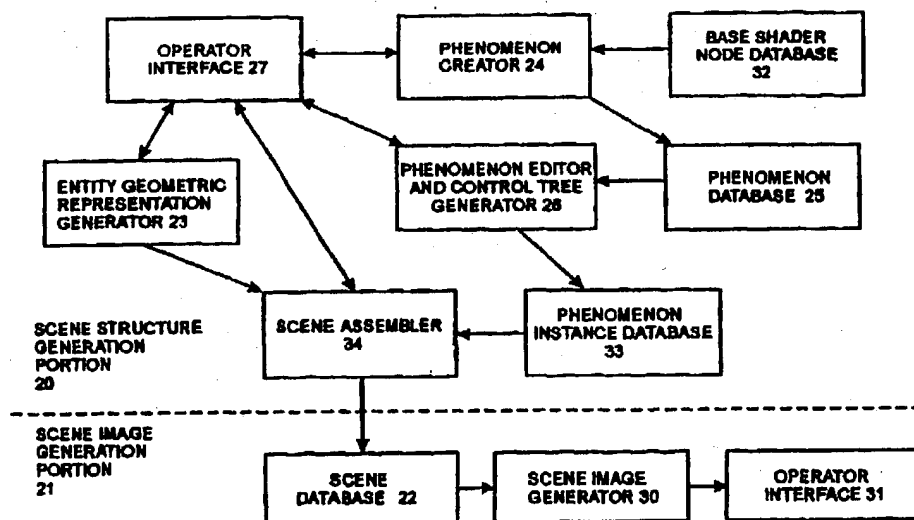 OPERATOR
INTERFACE 27
PHENOMENON
CREATOR 24
BASE SHADER
NODE DATABASE
32
ENTITY GEOMETRIC
REPRESENTATION
GENERATOR 23
PHENOMENON EDITOR
AND CONTROL TREE
GENERATOR 26
PHENOMENON
DATABASE 25
SCENE STRUCTURE
GENERATION
PORTION
20
SCENE ASSEMBLER
34
PHENOMENON
INSTANCE DATABASE
33
SCENE IMAGE
GENERATION
PORTION
21
SCENE
DATABASE 22
SCENE IMAGE
GENERATOR 30
OPERATOR
INTERFACE 31